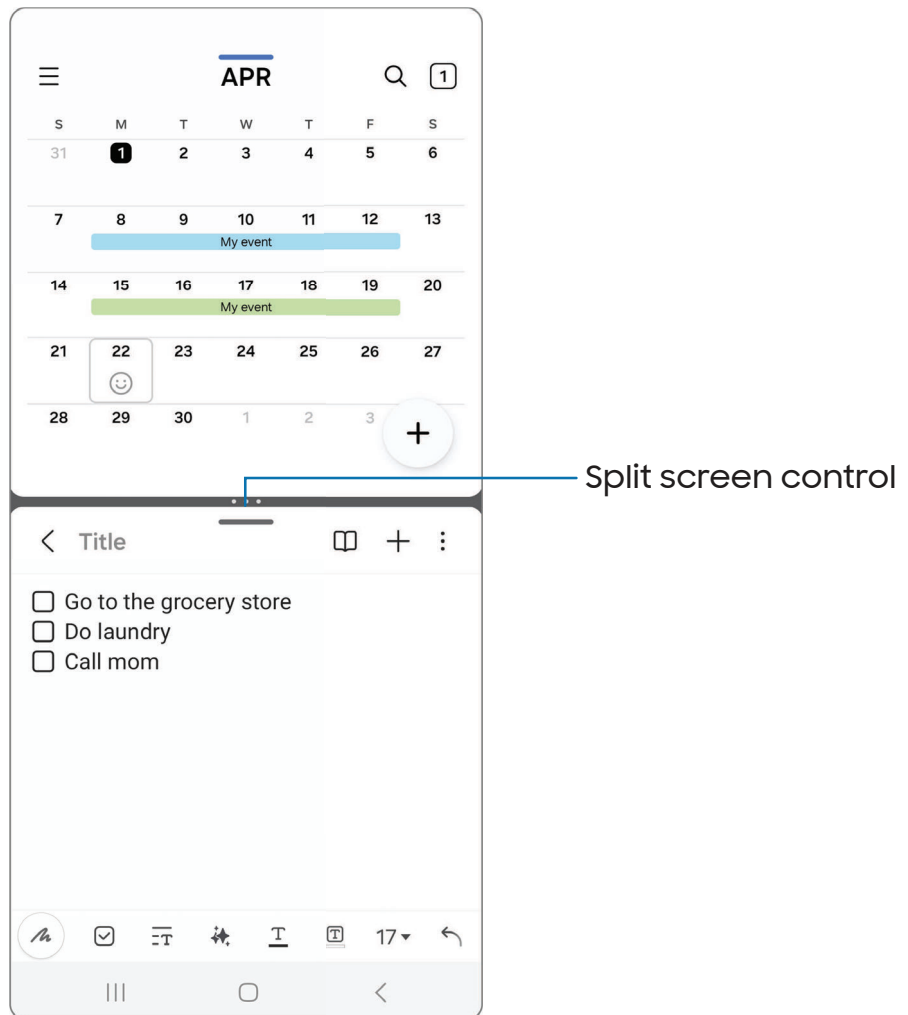 APR
1
S M T W T F S
31 1 2 3 4 5 6
7 8 9 10 11 12 13
My event
14 15 16 17 18 19 20
My event
21 22 23 24 25 26 27
28 29 30 1 2 3
Split screen control
Title
Go to the grocery store
Do laundry
Call mom
T T T 17